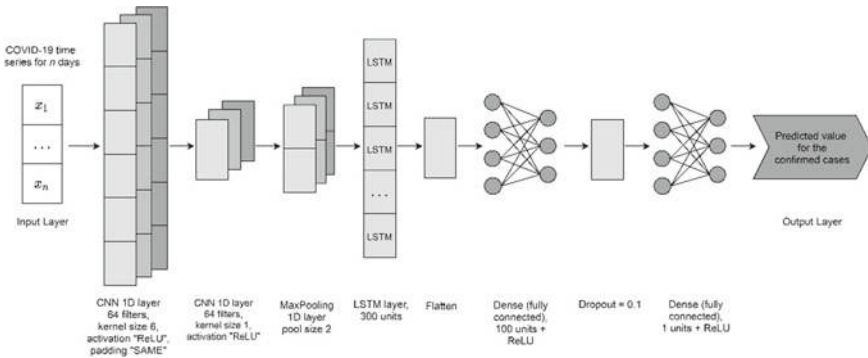 COVID-19 time
series for n days
x1
...
xn
Input Layer
LSTM
LSTM
LSTM
...
LSTM
Predicted value
for the
confirmed cases
Output Layer
CNN 1D layer
64 filters,
kernel size 6,
activation "ReLU",
padding "SAME"
CNN 1D layer
64 filters,
kernel size 1,
activation "ReLU"
MaxPooling
1D layer
pool size 2
LSTM layer,
300 units
Flatten
Dense (fully
connected),
100 units +
ReLU
Dropout = 0.1
Dense (fully
connected),
1 units + ReLU